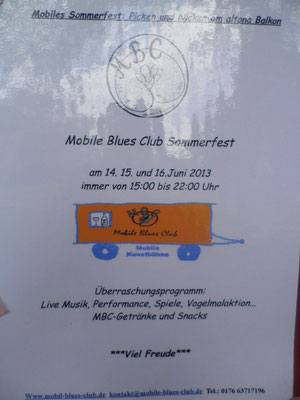 Mobiles Sommerfest: Picken und am altona Balkon
MBC
Mobile Blues Club Sommerfest
am 14. 15. und 16.Juni 2013
immer von 15:00 bis 22:00 Uhr
Mobile Blues Club
Mobile
Kunstbühne
Überraschungsprogramm:
Live Musik, Performance, Spiele, Vogelmalaktion...
MBC-Getränke und Snacks
***Viel Freude***
www.mobil-blues-club.de kontakt@mobile-blues-club.de Tel.: 0176 63717196